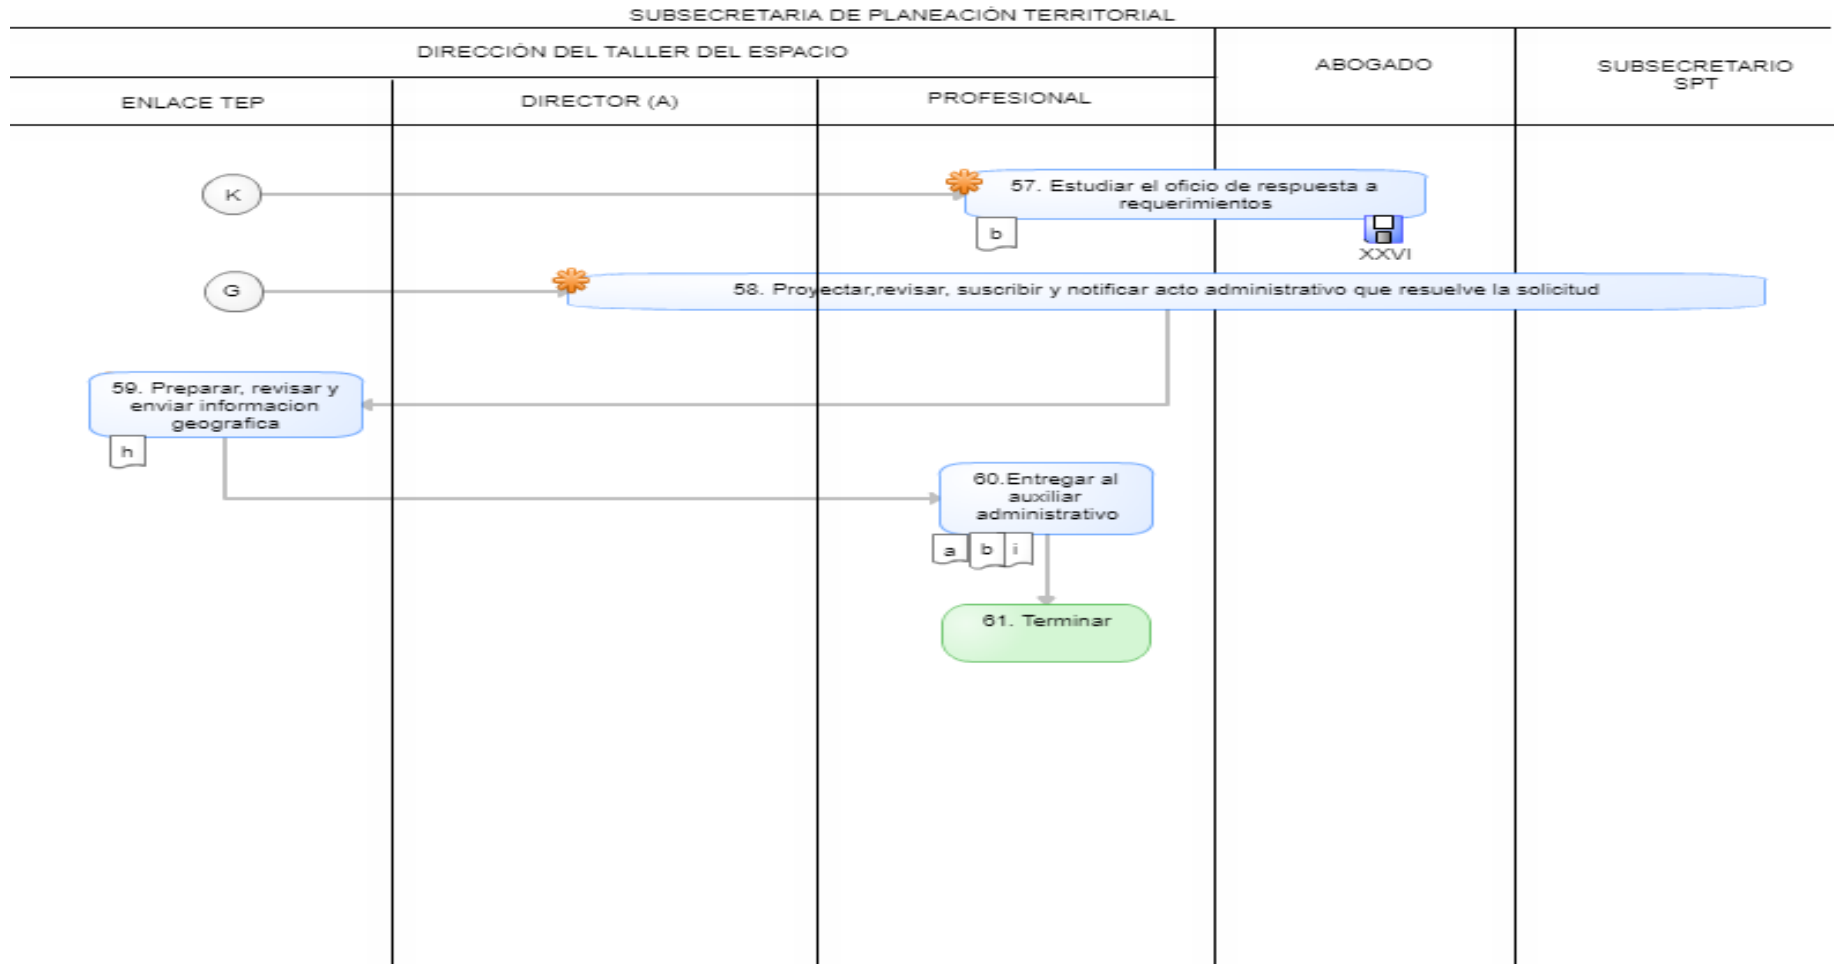 SUBSECRETARIA DE PLANEACIÓN TERRITORIAL
DIRECCIÓN DEL TALLER DEL ESPACIO
ABOGADO
SUBSECRETARIO
SPT
ENLACE TEP
DIRECTOR (A)
PROFESIONAL
K
57. Estudiar el oficio de respuesta a
requerimientos
b
XXVI
G
58. Proyectar,revisar, suscribir y notificar acto administrativo que resuelve la solicitud
59. Preparar, revisar y
enviar informacion
geografica
h
60.Entregar al
auxiliar
administrativo
a b i
61. Terminar